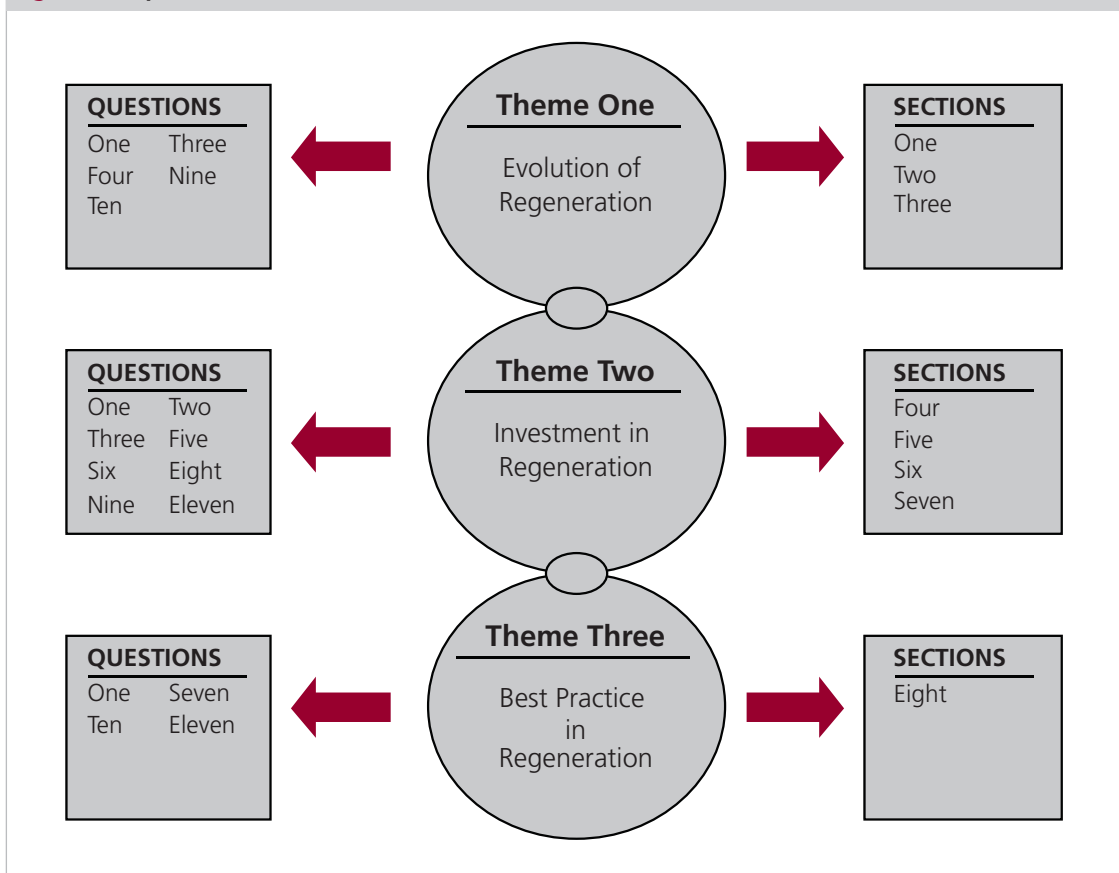 QUESTIONS
One Three
Four Nine
Ten
Theme One
Evolution of
Regeneration
SECTIONS
One
Two
Three
QUESTIONS
One Two
Three Five
Six Eight
Nine Eleven
Theme Two
Investment in
Regeneration
SECTIONS
Four
Five
Six
Seven
QUESTIONS
One Seven
Ten Eleven
Theme Three
Best Practice
in
Regeneration
SECTIONS
Eight